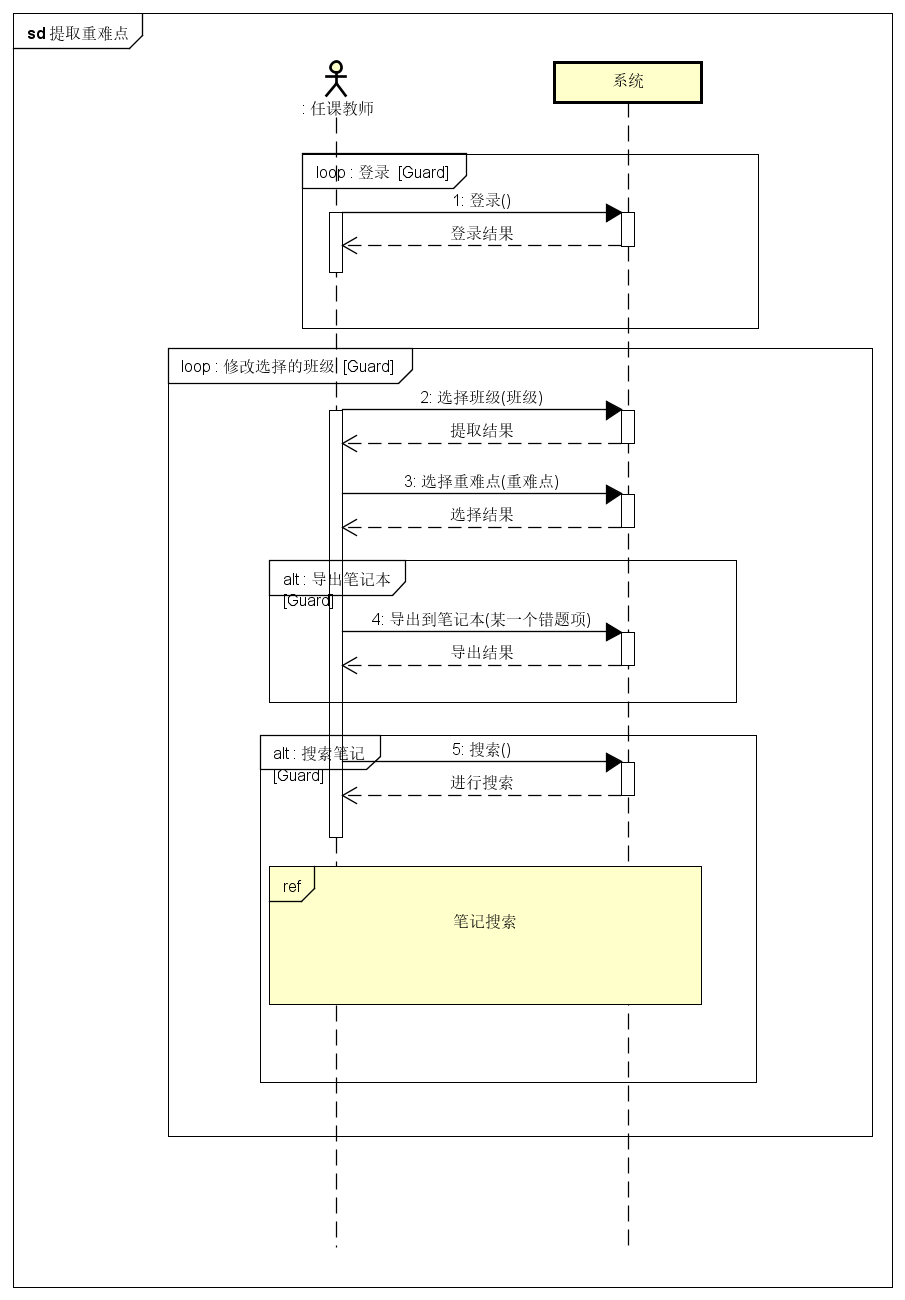 sd 提取重难点
: 任课教师
系统
loop : 登录 [Guard]
1: 登录()
登录结果
loop : 修改选择的班级 [Guard]
2: 选择班级(班级)
提取结果
3: 选择重难点(重难点)
选择结果
alt : 导出笔记本
[Guard]
4: 导出到笔记本(某一个错题项)
导出结果
alt : 搜索笔记
5: 搜索()
[Guard]
进行搜索
ref
笔记搜索